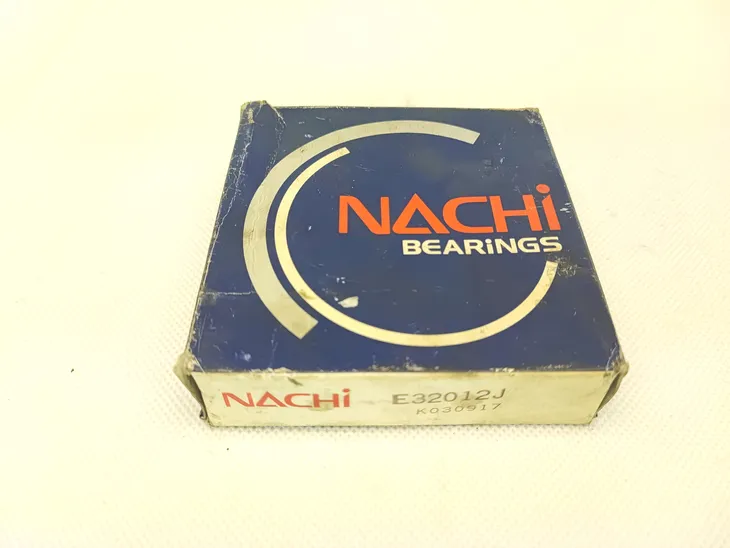 NACHi
BEARiNGS
NACHi E32012J
K030917